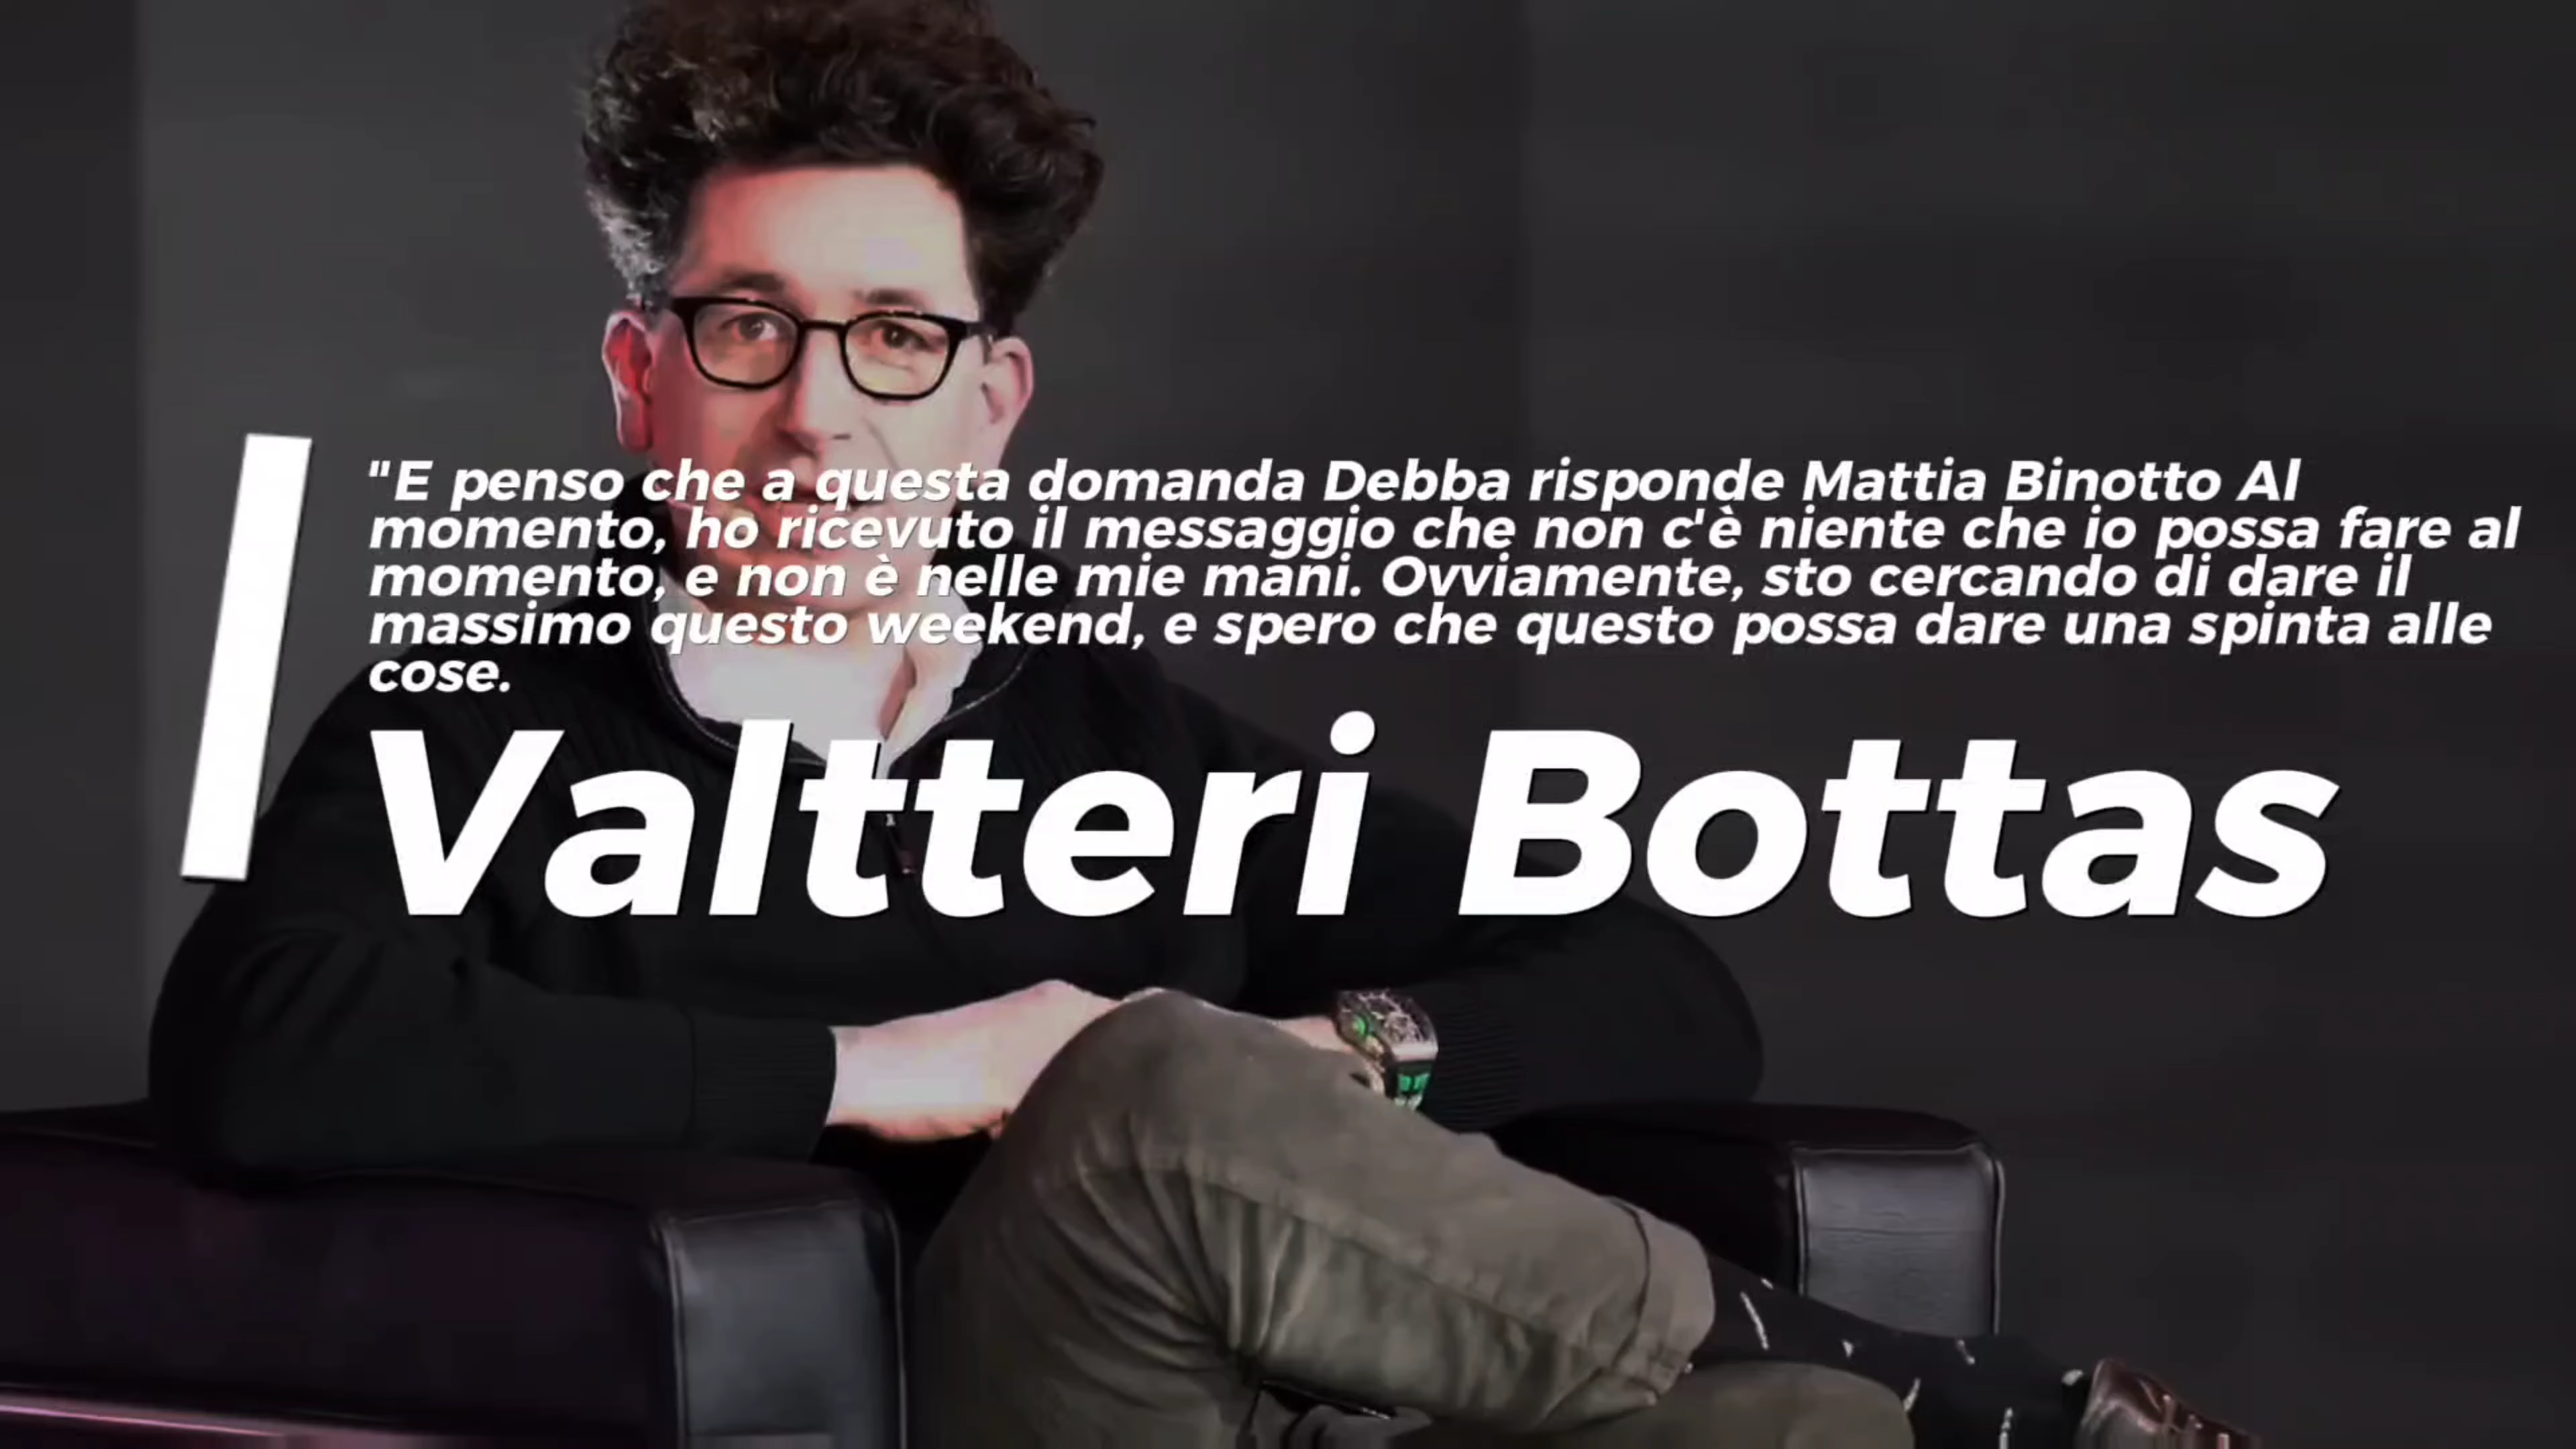 "E penso che a questa domanda Debba risponde Mattia Binotto Al
momento, ho ricevuto il messaggio che non c'è niente che io possa fare al
momento, e non è nelle mie mani. Ovviamente, sto cercando di dare il
massimo questo weekend, e spero che questo possa dare una spinta alle
cose.
Valtteri Bottas